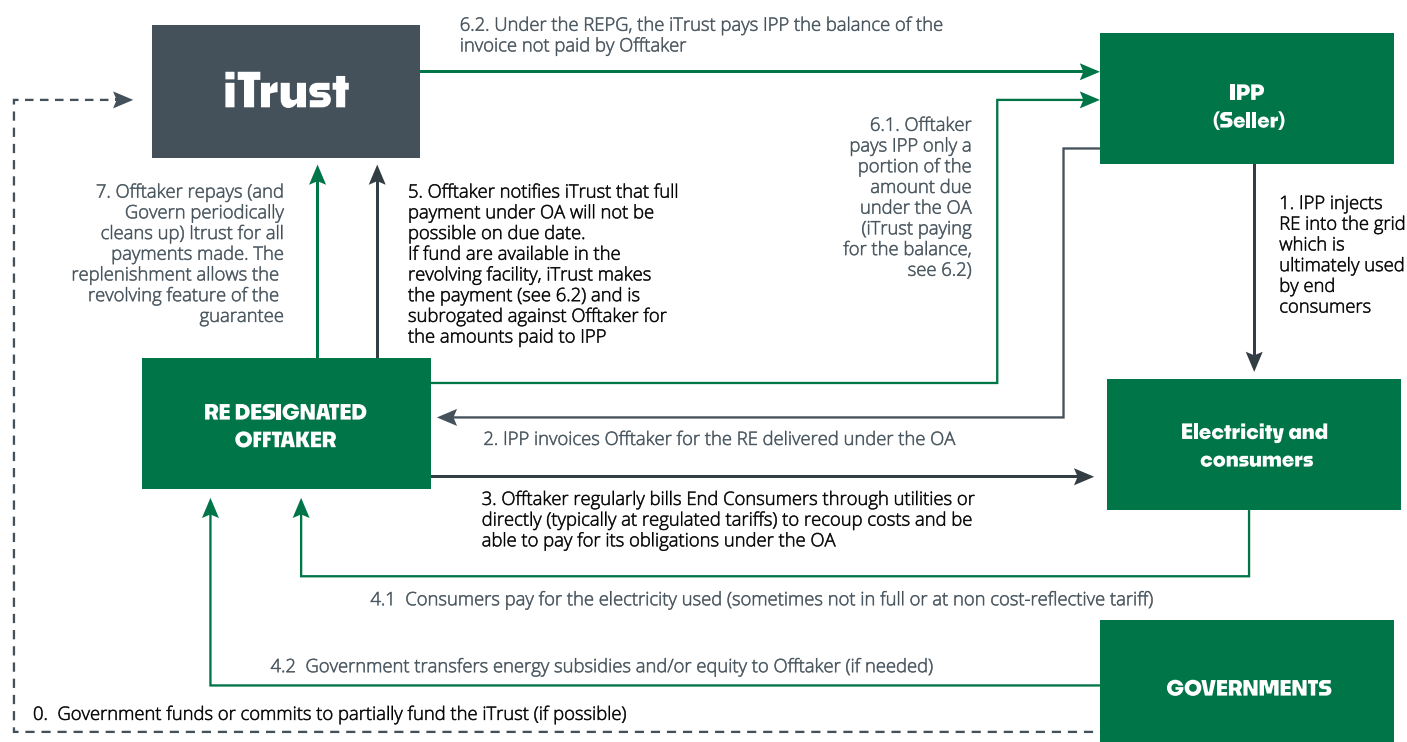 6.2. Under the REPG, the iTrust pays IPP the balance of the
invoice not paid by Offtaker
iTrust
IPP
(Seller)
6.1. Offtaker
pays IPP only a
portion of the
amount due
under the OA
(iTrust paying
for the balance,
see 6.2)
7. Offtaker repays (and
Govern periodically
cleans up) Itrust for all
payments made. The
replenishment allows the
revolving feature of the
guarantee
5. Offtaker notifies iTrust that full
payment under OA will not be
possible on due date.
If fund are available in the
revolving facility, iTrust makes
the payment (see 6.2) and is
subrogated against Offtaker for
the amounts paid to IPP
1. IPP injects
RE into the grid
which is
ultimately used
by end
consumers
RE DESIGNATED
OFFTAKER
2. IPP invoices Offtaker for the RE delivered under the OA
Electricity and
consumers
3. Offtaker regularly bills End Consumers through utilities or
directly (typically at regulated tariffs) to recoup costs and be
able to pay for its obligations under the OA
4.1 Consumers pay for the electricity used (sometimes not in full or at non cost-reflective tariff)
4.2 Government transfers energy subsidies and/or equity to Offtaker (if needed)
GOVERNMENTS
0. Government funds or commits to partially fund the iTrust (if possible)